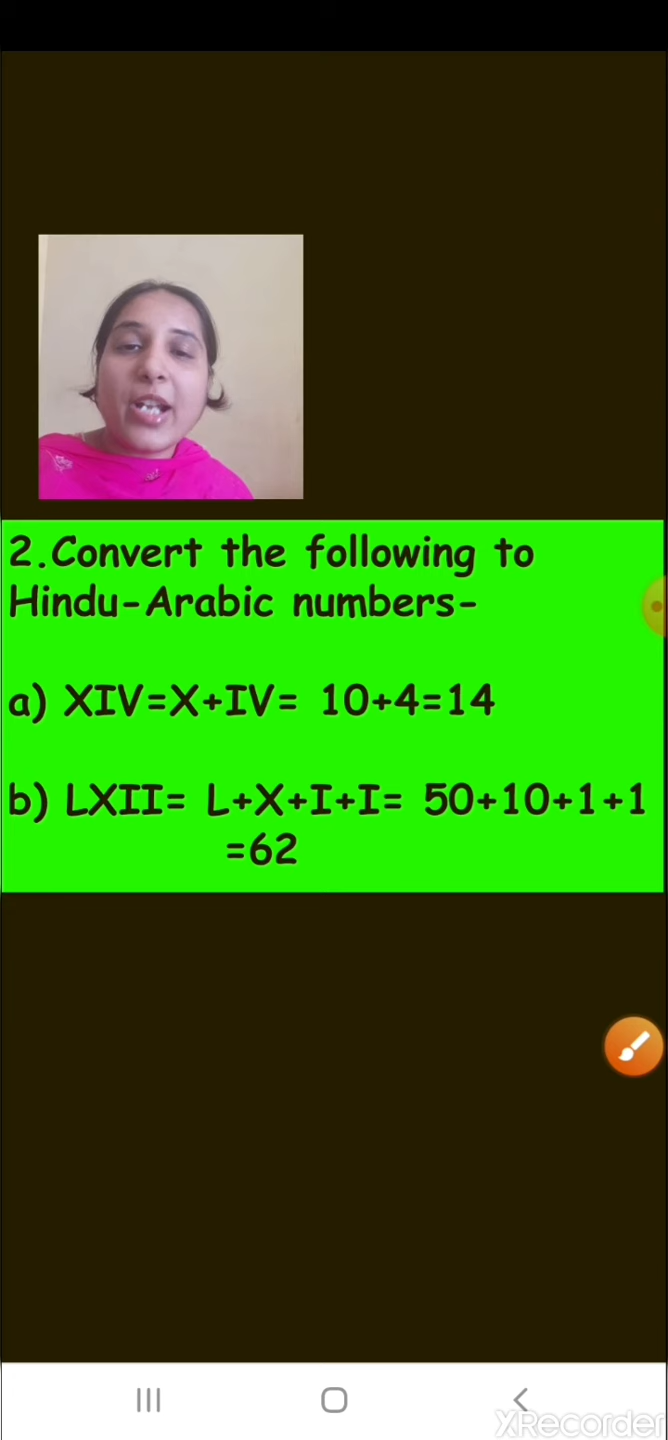 2.Convert the following to
Hindu-Arabic numbers-
a) XIV=X+IV= 10+4=14
b) LXII= L+X+I+I= 50+10+1+1
=62
XRecorder